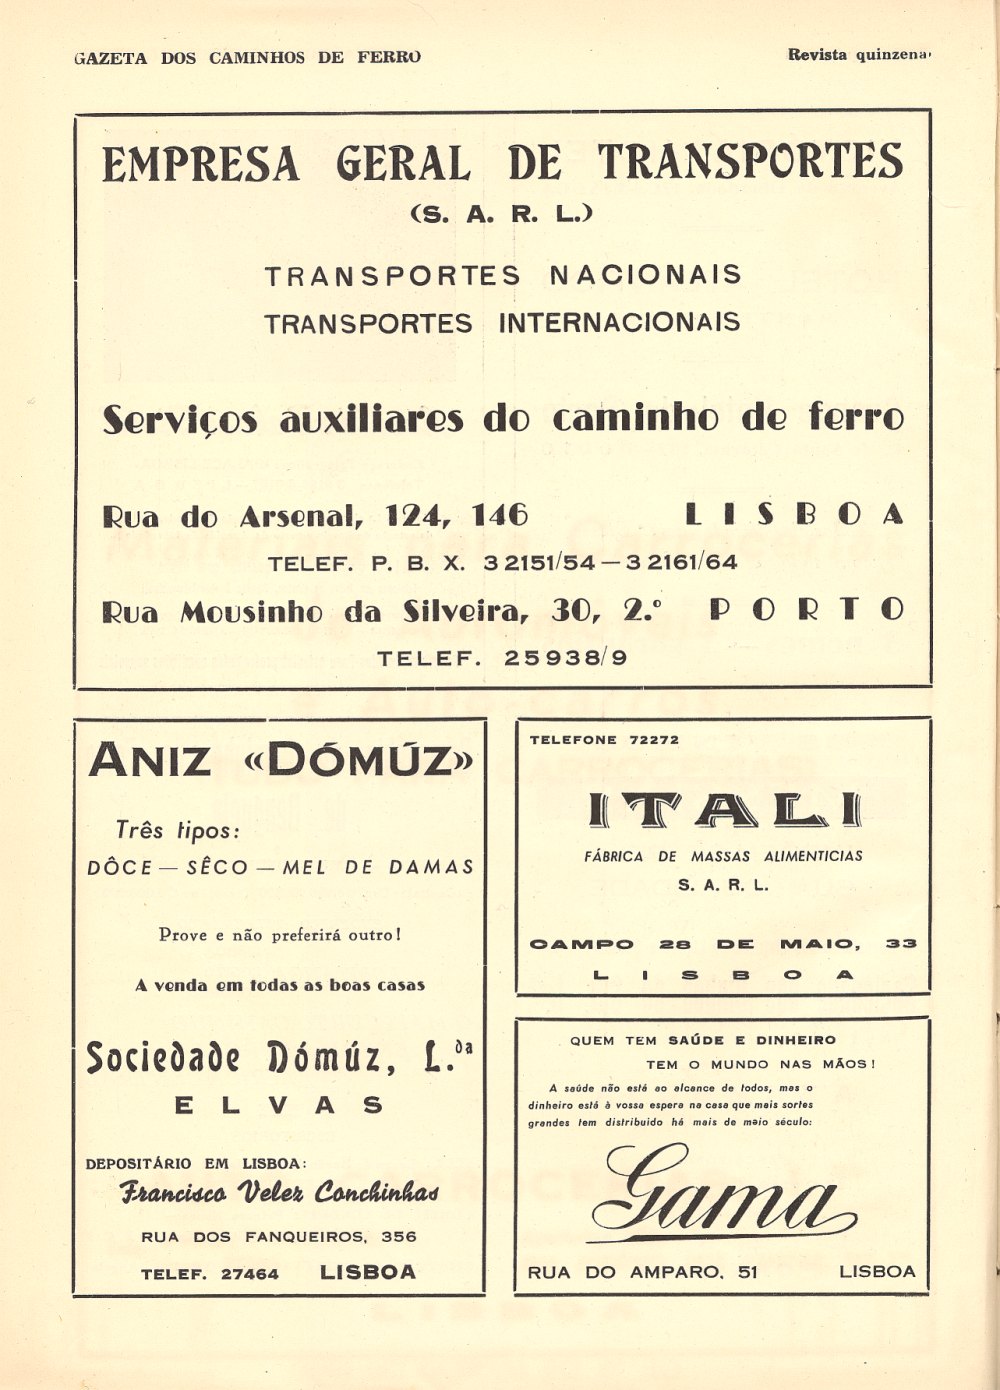 GAZETA DOS CAMINHOS DE FERRO
Revista quinzenal
EMPRESA GERAL DE TRANSPORTES
(S. A. R. L.)
TRANSPORTES NACIONAIS
TRANSPORTES INTERNACIONAIS
Serviços auxiliares do caminho de ferro
Rua do Arsenal, 124, 146 LISBOA
TELEF. P. B. X. 3 2151/54 — 3 2161/64
Rua Mousinho da Silveira, 30, 2.º PORTO
TELEF. 25938/9
ANIZ «DÓMÚZ»
Três tipos:
DÔCE — SÊCO — MEL DE DAMAS
Prove e não preferirá outro!
A venda em todas as boas casas
Sociedade Dómúz, L.da
ELVAS
DEPOSITÁRIO EM LISBOA:
Francisco Velez Conchinhas
RUA DOS FANQUEIROS, 356
TELEF. 27464 LISBOA
TELEFONE 72272
ITALI
FÁBRICA DE MASSAS ALIMENTICIAS
S. A. R. L.
CAMPO 28 DE MAIO, 33
LISBOA
QUEM TEM SAÚDE E DINHEIRO
TEM O MUNDO NAS MÃOS!
A saúde não está ao alcance de todos, mas o
dinheiro está à vossa espera na casa que mais sortes
grandes tem distribuido há mais de meio século:
Gama
RUA DO AMPARO, 51 LISBOA